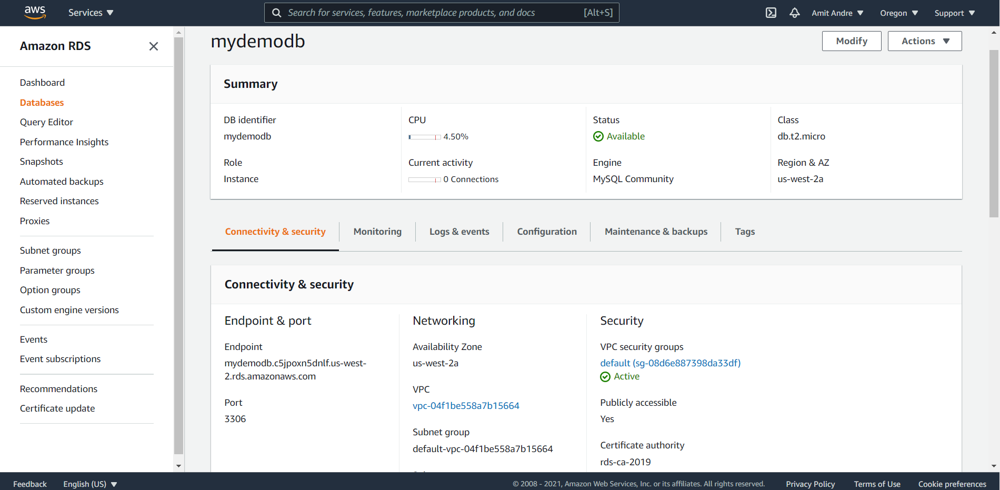 aws
Services
Search for services, features, marketplace products, and docs [Alt+S]
Amit Andre
Oregon
Support
Amazon RDS
Dashboard
Databases
Query Editor
Performance Insights
Snapshots
Automated backups
Reserved instances
Proxies
Subnet groups
Parameter groups
Option groups
Custom engine versions
Events
Event subscriptions
Recommendations
Certificate update
mydemodb
Modify
Actions
Summary
DB identifier
mydemodb
CPU
4.50%
Status
Available
Class
db.t2.micro
Role
Instance
Current activity
0 Connections
Engine
MySQL Community
Region & AZ
us-west-2a
Connectivity & security
Monitoring
Logs & events
Configuration
Maintenance & backups
Tags
Connectivity & security
Endpoint & port
Endpoint
mydemodb.c5jpoxn5dnlf.us-west-
2.rds.amazonaws.com
Port
3306
Networking
Availability Zone
us-west-2a
VPC
vpc-04f1be558a7b15664
Subnet group
default-vpc-04f1be558a7b15664
Security
VPC security groups
default (sg-08d6e887398da33df)
Active
Publicly accessible
Yes
Certificate authority
rds-ca-2019
Feedback
English (US)
© 2008 - 2021, Amazon Web Services, Inc. or its affiliates. All rights reserved.
Privacy Policy
Terms of Use
Cookie preferences